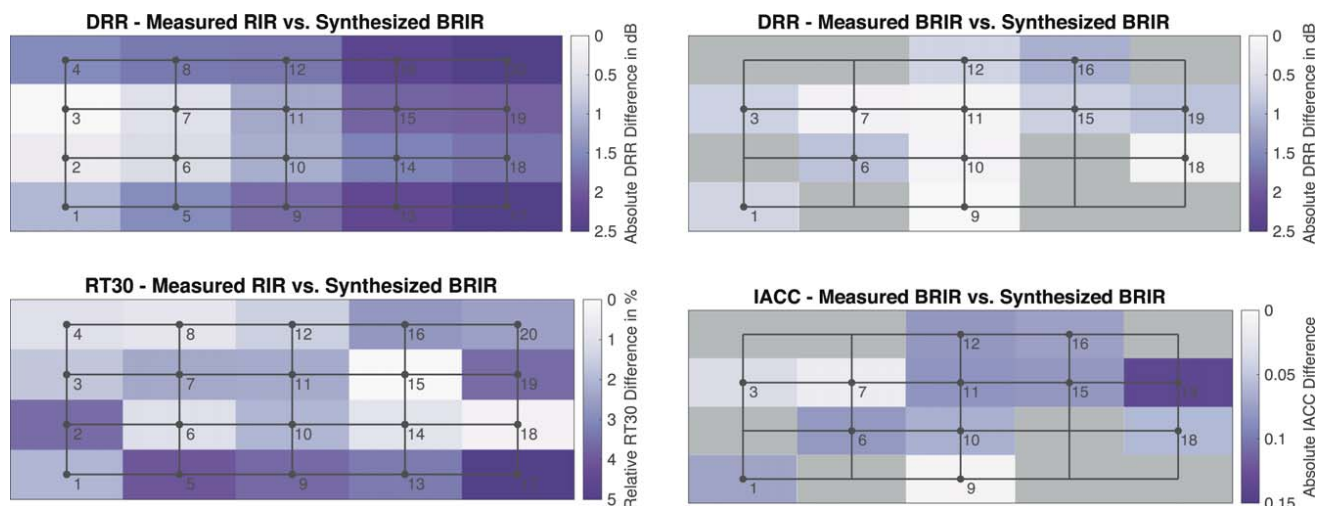 DRR - Measured RIR vs. Synthesized BRIR
4 8 12
3 7 11 15 19
2 6 10 14 18
1 5 9
0
0.5
1
1.5
2
2.5
Absolute DRR Difference in dB
DRR - Measured BRIR vs. Synthesized BRIR
12 16
3 7 11 15 19
6 10 18
1 9
0
0.5
1
1.5
2
2.5
Absolute DRR Difference in dB
RT30 - Measured RIR vs. Synthesized BRIR
4 8 12 16 20
3 7 11 15 19
2 6 10 14 18
1 5 9 13
0
1
2
3
4
5
Relative RT30 Difference in %
IACC - Measured BRIR vs. Synthesized BRIR
12 16
3 7 11 15
6 10 18
1 9
0
0.05
0.1
0.15
Absolute IACC Difference